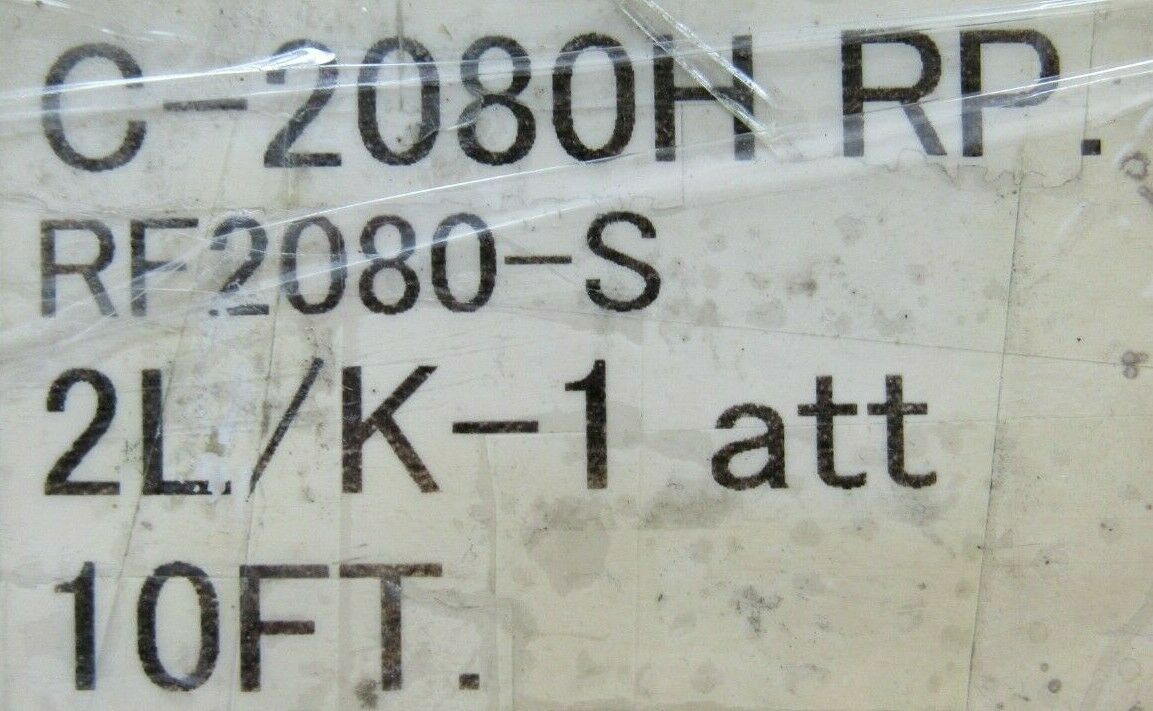 C-2080H RP.
RF2080-S
2L/K-1 att
10FT.